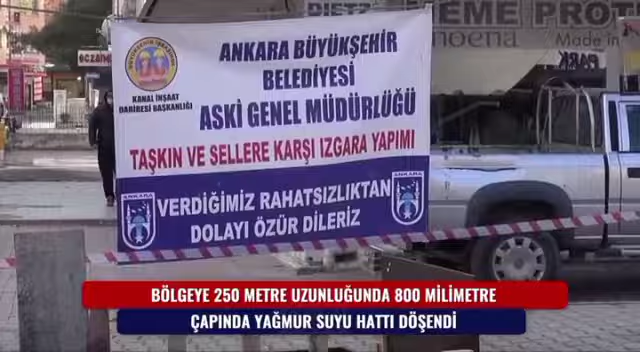 ANKARA BÜYÜKŞEHİR
BELEDİYESİ
ASKİ GENEL MÜDÜRLÜĞÜ
KANAL İNŞAAT
DAİRESİ BAŞKANLIĞI
TAŞKIN VE SELLERE KARŞI IZGARA YAPIMI
ANKARA
VERDİĞİMİZ RAHATSIZLIKTAN
DOLAYI ÖZÜR DİLERİZ
ANKARA
ECZANE
Made in
PARK
BÖLGEYE 250 METRE UZUNLUĞUNDA 800 MİLİMETRE
ÇAPINDA YAĞMUR SUYU HATTI DÖŞENDİ